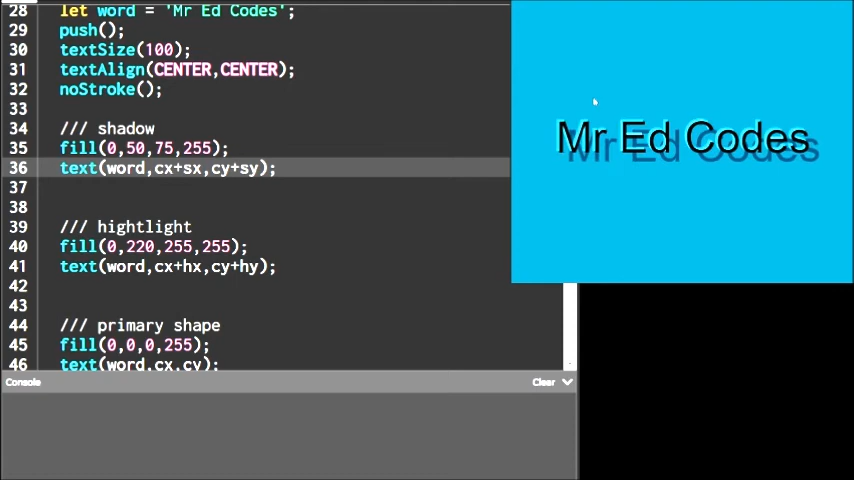 28 let word = 'Mr Ed Codes';
29 push();
30 textSize(100);
31 textAlign(CENTER,CENTER);
32 noStroke();
33
34 /// shadow
35 fill(0,50,75,255);
36 text(word,cx+sx,cy+sy);
37
38
39 /// hightlight
40 fill(0,220,255,255);
41 text(word,cx+hx,cy+hy);
42
43
44 /// primary shape
45 fill(0,0,0,255);
46 text(word,cx,cy);
Mr Ed Codes
Console Clear